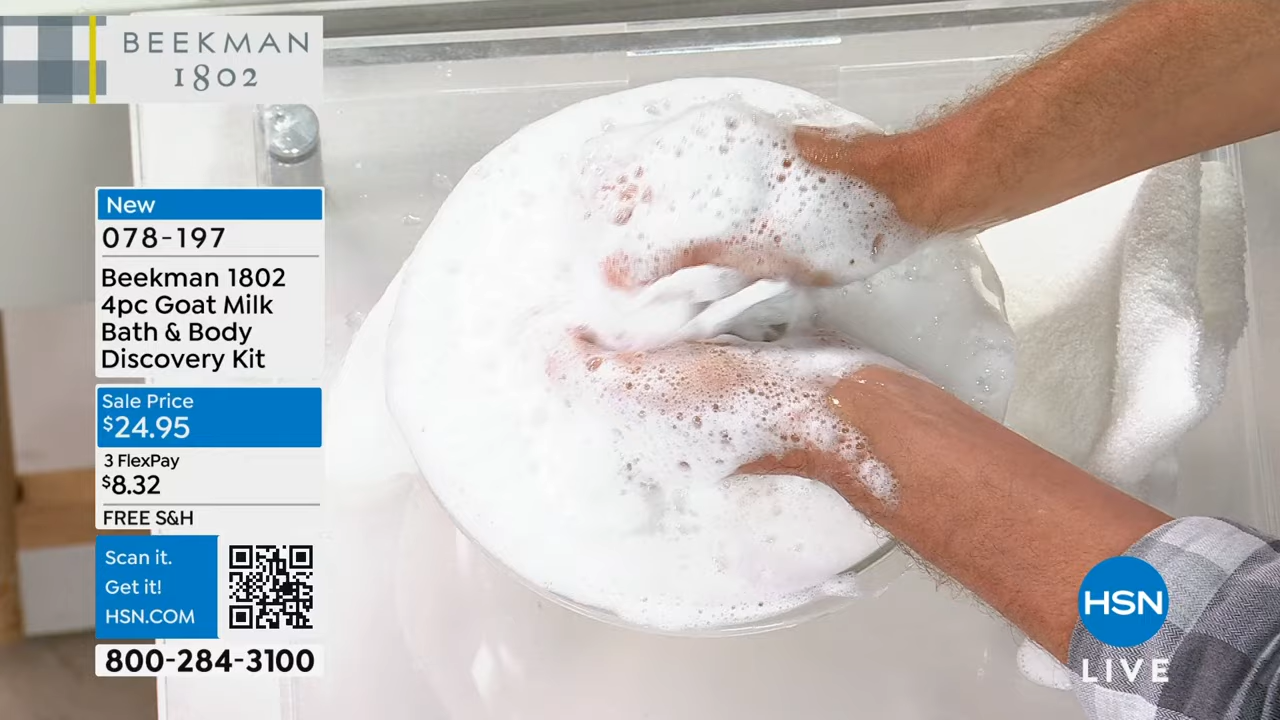 BEEKMAN
1802
New
078-197
Beekman 1802
4pc Goat Milk
Bath & Body
Discovery Kit
Sale Price
$24.95
3 FlexPay
$8.32
FREE S&H
Scan it.
Get it!
HSN.COM
800-284-3100
HSN
LIVE